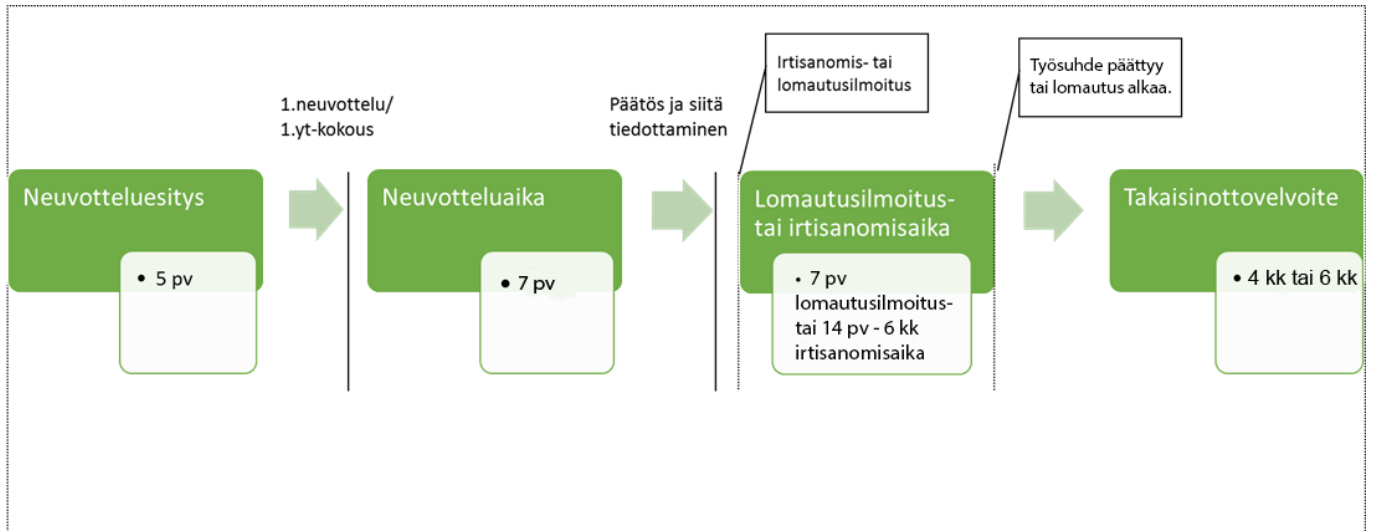 Irtisanomis- tai
lomautusilmoitus
Työsuhde päättyy
tai lomautus alkaa.
1.neuvottelu/
1.yt-kokous
Päätös ja siitä
tiedottaminen
Neuvotteluesitys
• 5 pv
Neuvotteluaika
• 7 pv
Lomautusilmoitus-
tai irtisanomisaika
• 7 pv
lomautusilmoitus-
tai 14 pv - 6 kk
irtisanomisaika
Takaisinottovelvoite
• 4 kk tai 6 kk